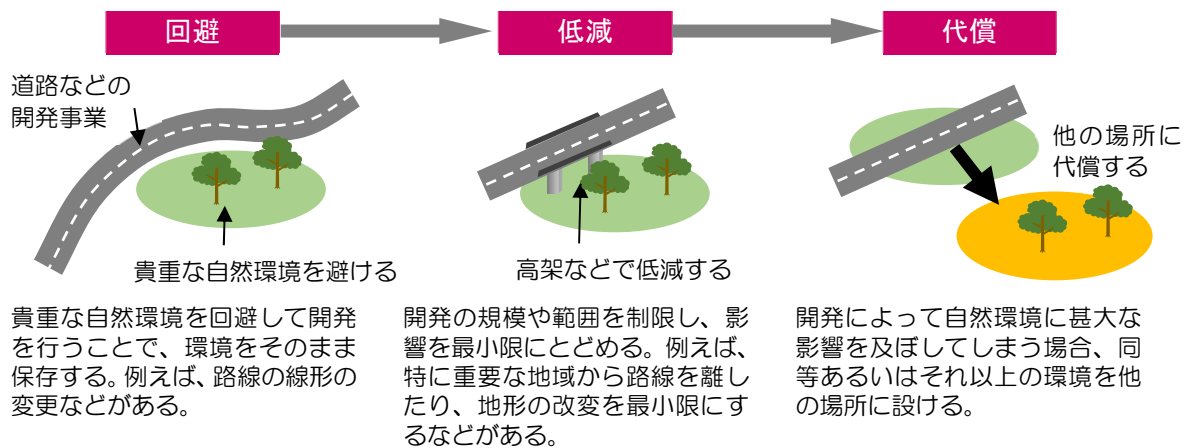 回避
低減
代償
道路などの
開発事業
貴重な自然環境を避ける
高架などで低減する
他の場所に
代償する
貴重な自然環境を回避して開発
を行うことで、環境をそのまま
保存する。例えば、路線の線形の
変更などがある。
開発の規模や範囲を制限し、影
響を最小限にとどめる。例えば、
特に重要な地域から路線を離し
たり、地形の改変を最小限にす
るなどがある。
開発によって自然環境に甚大な
影響を及ぼしてしまう場合、同
等あるいはそれ以上の環境を他
の場所に設ける。